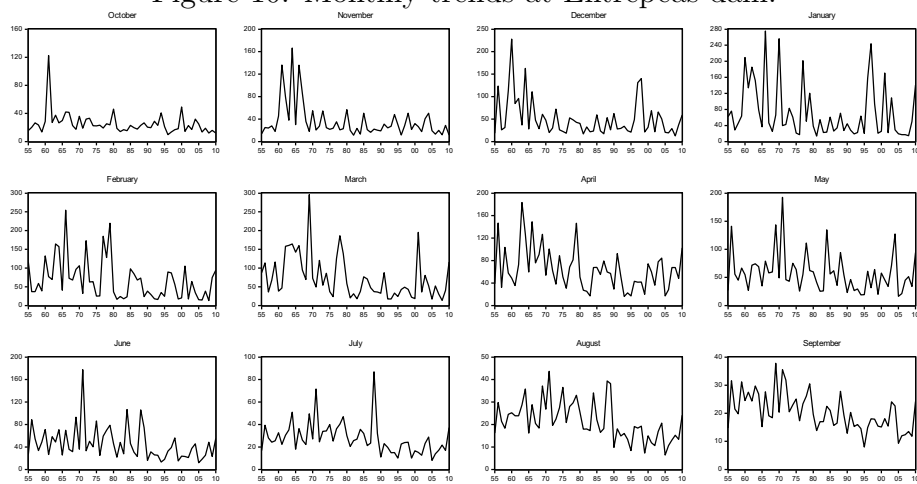 Figure 10: Monthly trends at Entrepeas dam.
October November December January
160 120 80 40 0
55 60 65 70 75 80 85 90 95 00 05 10
200 150 100 50 0
55 60 65 70 75 80 85 90 95 00 05 10
250 200 150 100 50 0
55 60 65 70 75 80 85 90 95 00 05 10
280 240 200 160 120 80 40 0
55 60 65 70 75 80 85 90 95 00 05 10
February March April May
300 250 200 150 100 50 0
55 60 65 70 75 80 85 90 95 00 05 10
300 250 200 150 100 50 0
55 60 65 70 75 80 85 90 95 00 05 10
200 160 120 80 40 0
55 60 65 70 75 80 85 90 95 00 05 10
200 150 100 50 0
55 60 65 70 75 80 85 90 95 00 05 10
June July August September
200 160 120 80 40 0
55 60 65 70 75 80 85 90 95 00 05 10
100 80 60 40 20 0
55 60 65 70 75 80 85 90 95 00 05 10
50 40 30 20 10 0
55 60 65 70 75 80 85 90 95 00 05 10
40 30 20 10 0
55 60 65 70 75 80 85 90 95 00 05 10